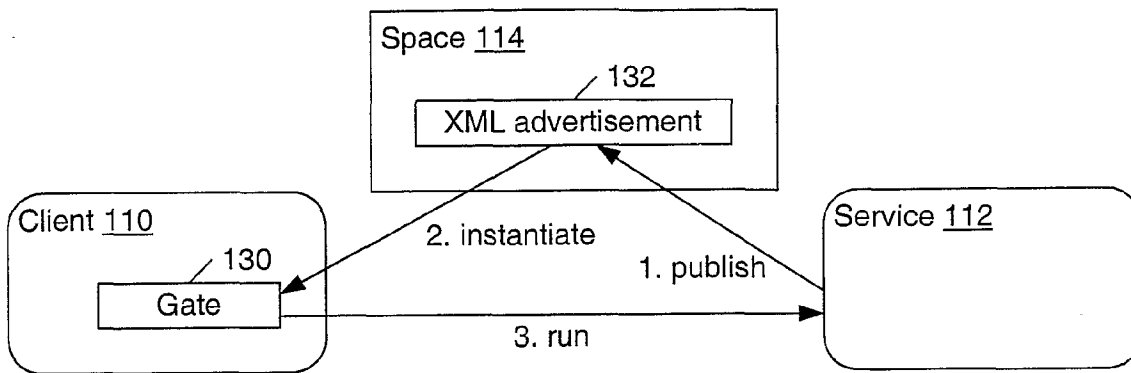 Space 114
132
XML advertisement
Client 110
2. instantiate
Service 112
130
1. publish
Gate
3. run